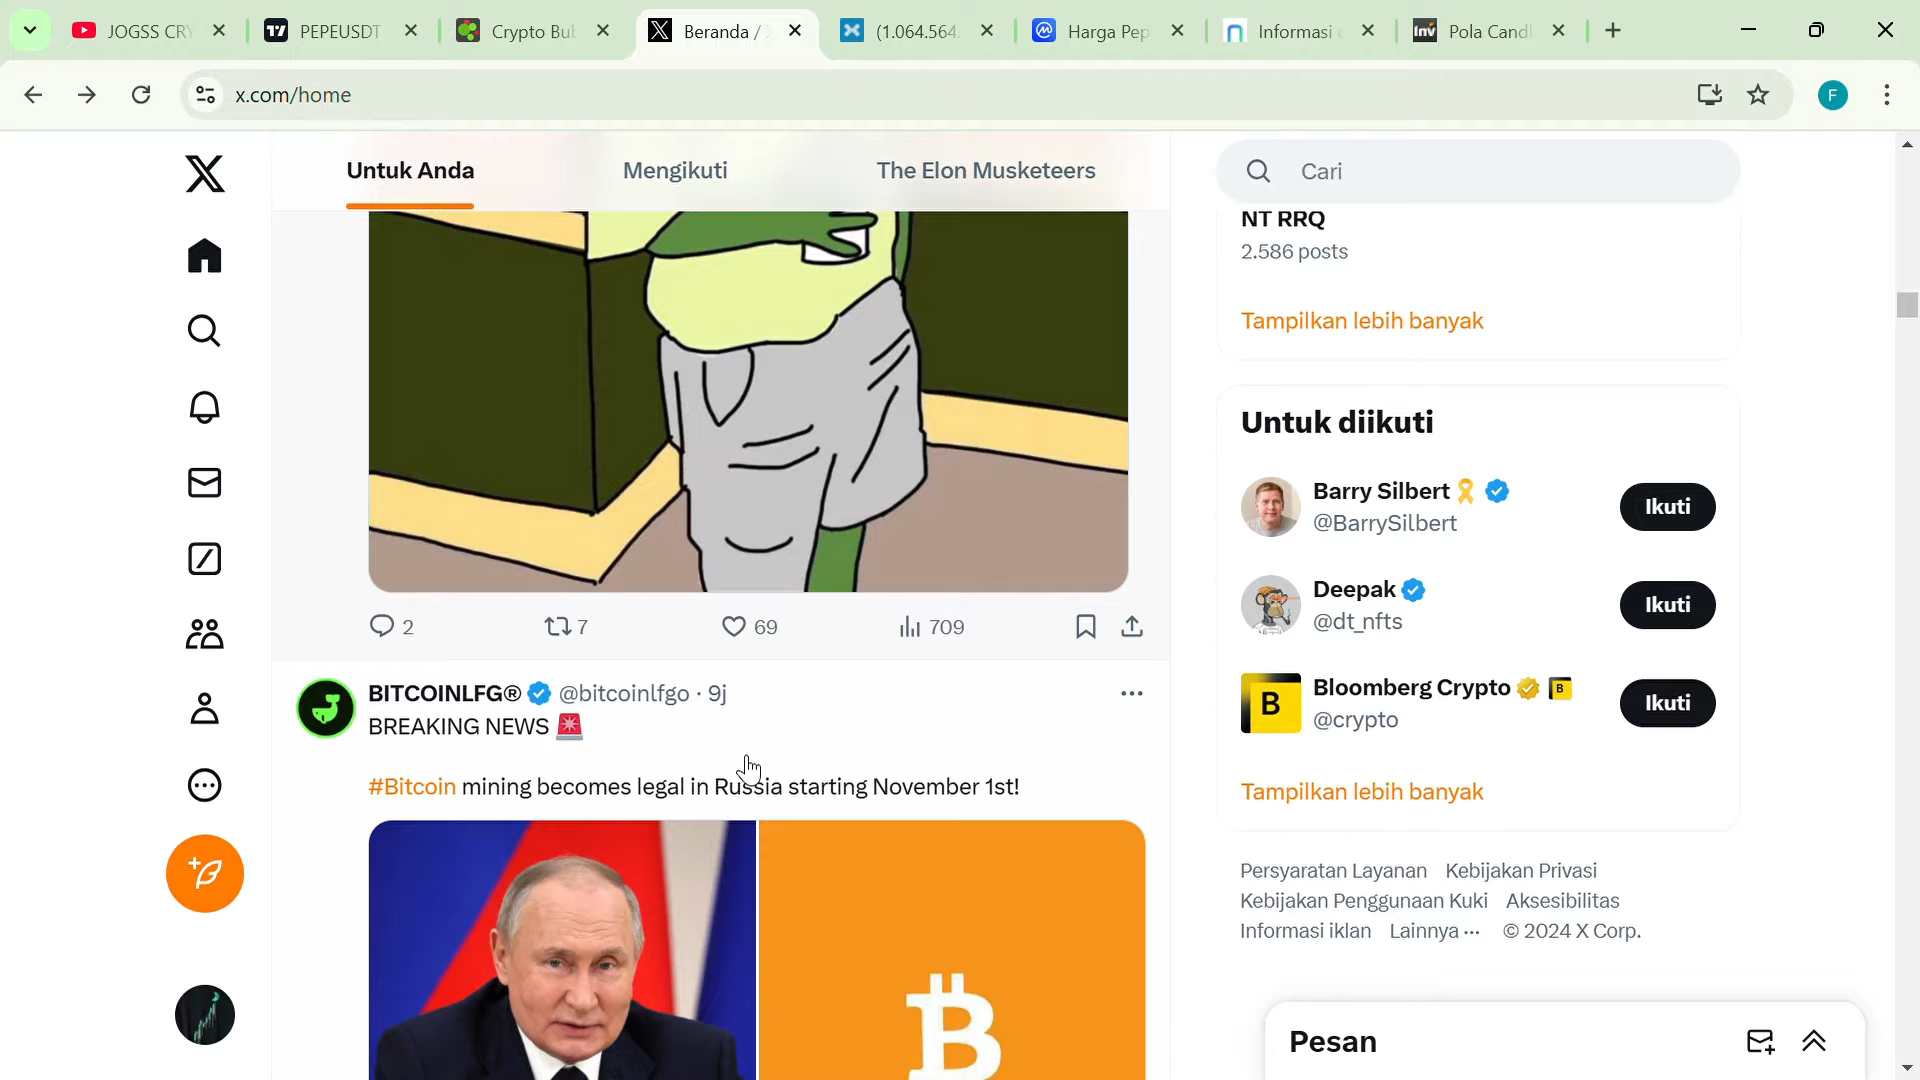 JOGSS CRY
PEPEUSDT
Crypto Bub
Beranda /
(1.064.564.
Harga Pep
Informasi
Pola Candl
x.com/home
F
Untuk Anda
Mengikuti
The Elon Musketeers
Cari
NT RRQ
2.586 posts
Tampilkan lebih banyak
Untuk diikuti
Barry Silbert
@BarrySilbert
Ikuti
Deepak
@dt_nfts
Ikuti
Bloomberg Crypto
@crypto
Ikuti
Tampilkan lebih banyak
2
7
69
709
BITCOINLFG® @bitcoinlfgo · 9j
BREAKING NEWS 🚨
#Bitcoin mining becomes legal in Russia starting November 1st!
Persyaratan Layanan Kebijakan Privasi
Kebijakan Penggunaan Kuki Aksesibilitas
Informasi iklan Lainnya ··· © 2024 X Corp.
Pesan